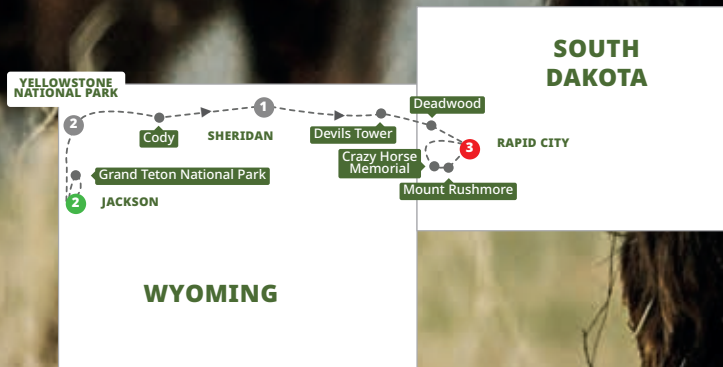 SOUTH
DAKOTA
YELLOWSTONE
NATIONAL PARK
Deadwood
1
2
Cody
SHERIDAN
Devils Tower
3
RAPID CITY
Crazy Horse
Memorial
Grand Teton National Park
Mount Rushmore
2
JACKSON
WYOMING